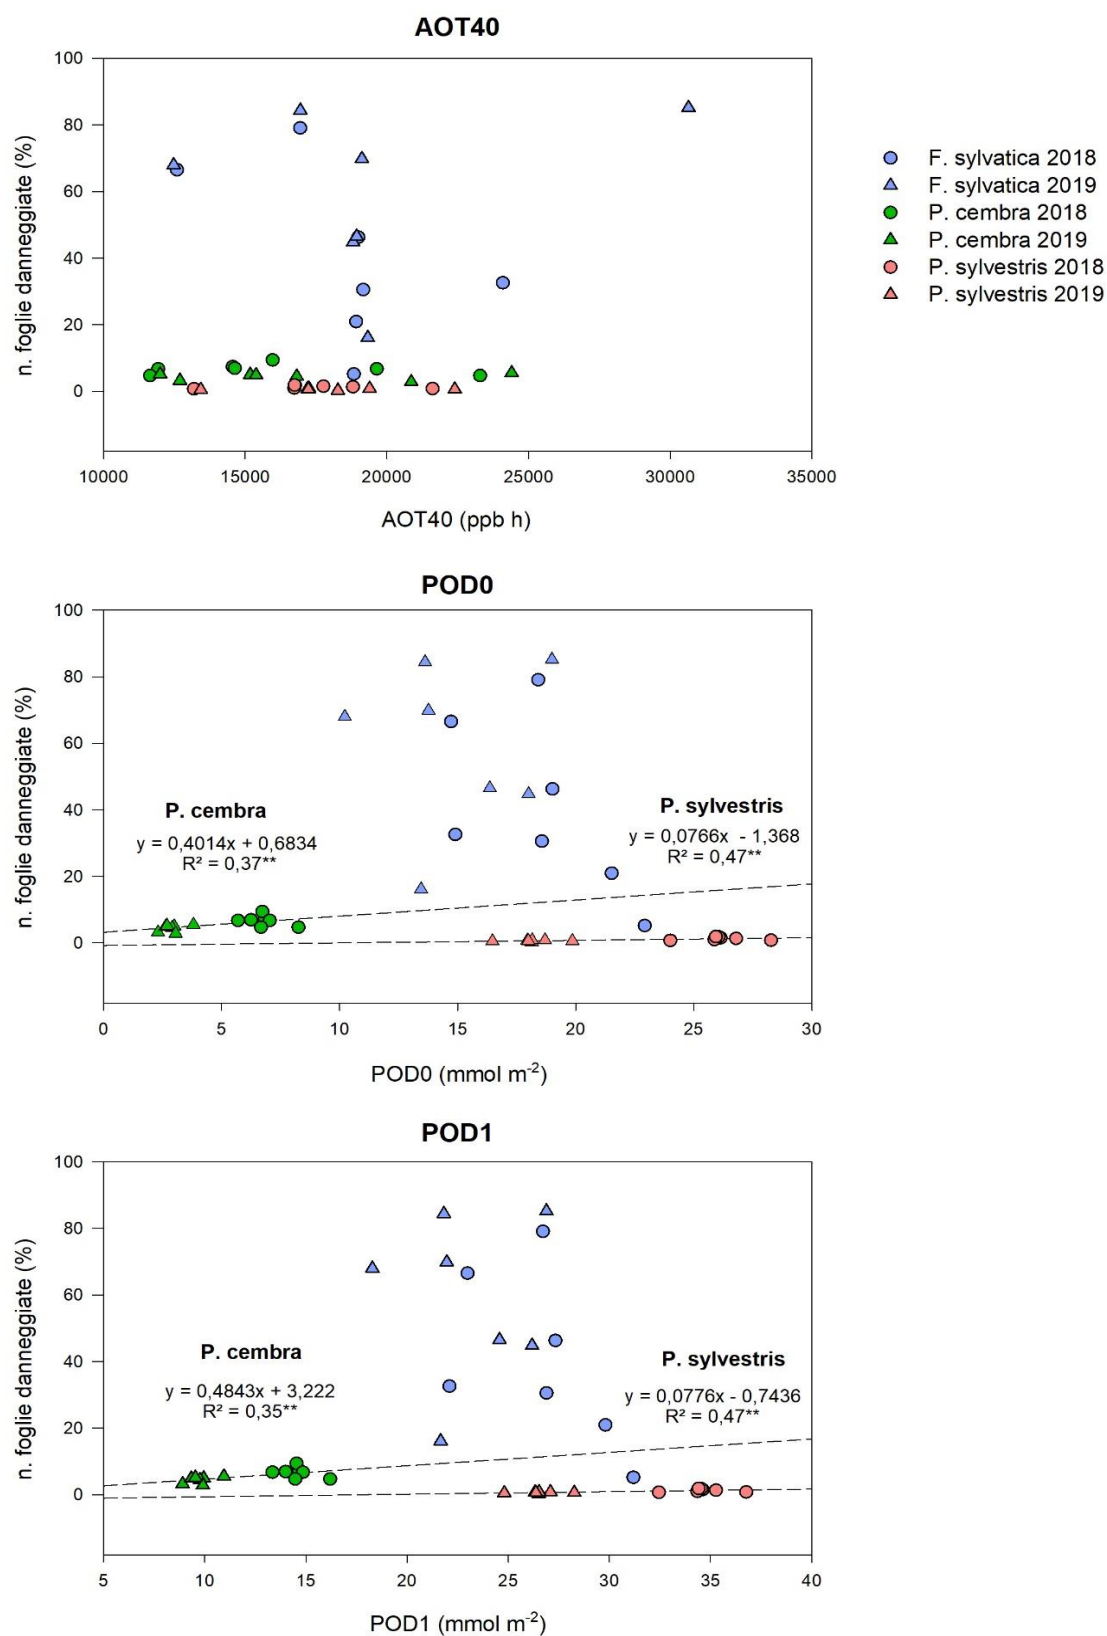 AOT40
100
80
60
40
20
0
n. foglie danneggiate (%)
10000 15000 20000 25000 30000 35000
AOT40 (ppb h)
F. sylvatica 2018
F. sylvatica 2019
P. cembra 2018
P. cembra 2019
P. sylvestris 2018
P. sylvestris 2019
POD0
100
80
60
40
20
0
n. foglie danneggiate (%)
P. cembra
y = 0,4014x + 0,6834
R² = 0,37**
P. sylvestris
y = 0,0766x - 1,368
R² = 0,47**
0 5 10 15 20 25 30
POD0 (mmol m⁻²)
POD1
100
80
60
40
20
0
n. foglie danneggiate (%)
P. cembra
y = 0,4843x + 3,222
R² = 0,35**
P. sylvestris
y = 0,0776x - 0,7436
R² = 0,47**
5 10 15 20 25 30 35 40
POD1 (mmol m⁻²)